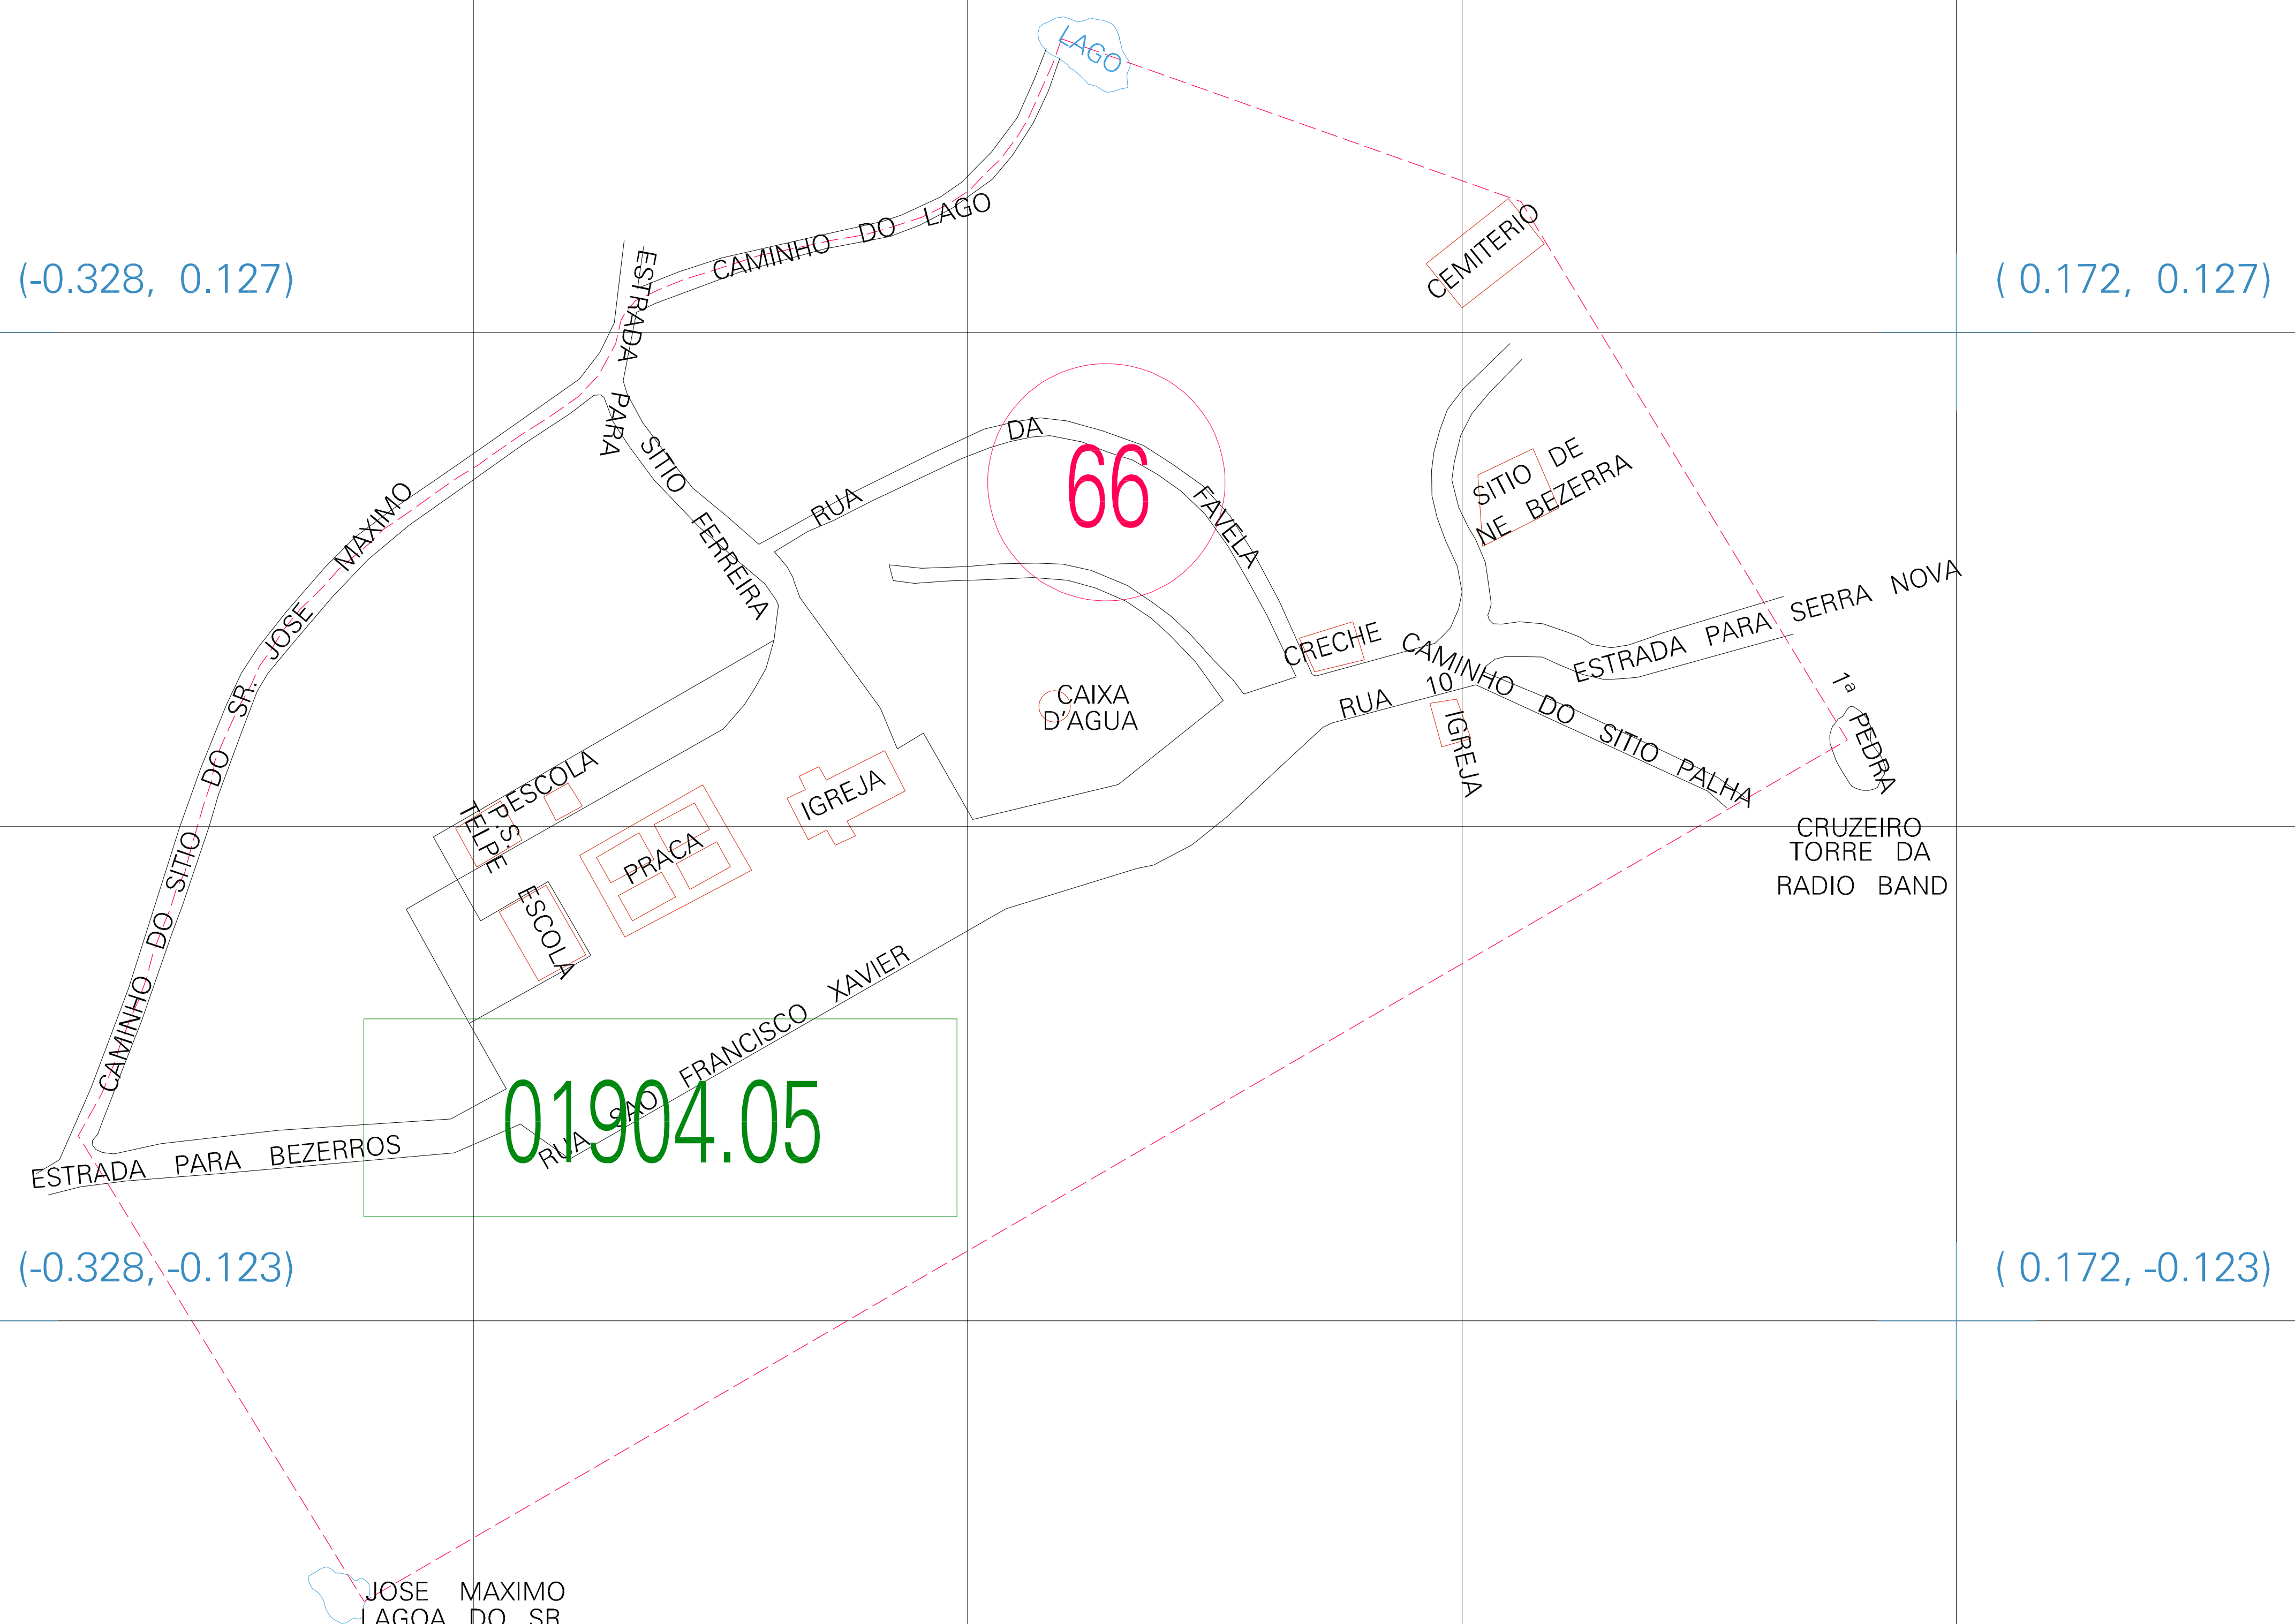 LAGO
CAMINHO DO LAGO
CEMITERIO
(-0.328, 0.127)
( 0.172, 0.127)
ESTRADA PARA SITIO FERREIRA
RUA DA FAVELA
66
SITIO DE
NE BEZERRA
CAMINHO DO SITIO DO SR. JOSE MAXIMO
ESTRADA PARA SERRA NOVA
CRECHE
CAMINHO DO SITIO PALHA
RUA 10
IGREJA
CAIXA
D'AGUA
1ª PEDRA
CRUZEIRO
TORRE DA
RADIO BAND
ESCOLA
P.S.
TELPE
IGREJA
PRACA
ESCOLA
RUA SAO FRANCISCO XAVIER
01904.05
ESTRADA PARA BEZERROS
(-0.328, -0.123)
( 0.172, -0.123)
JOSE MAXIMO
LAGOA DO SR